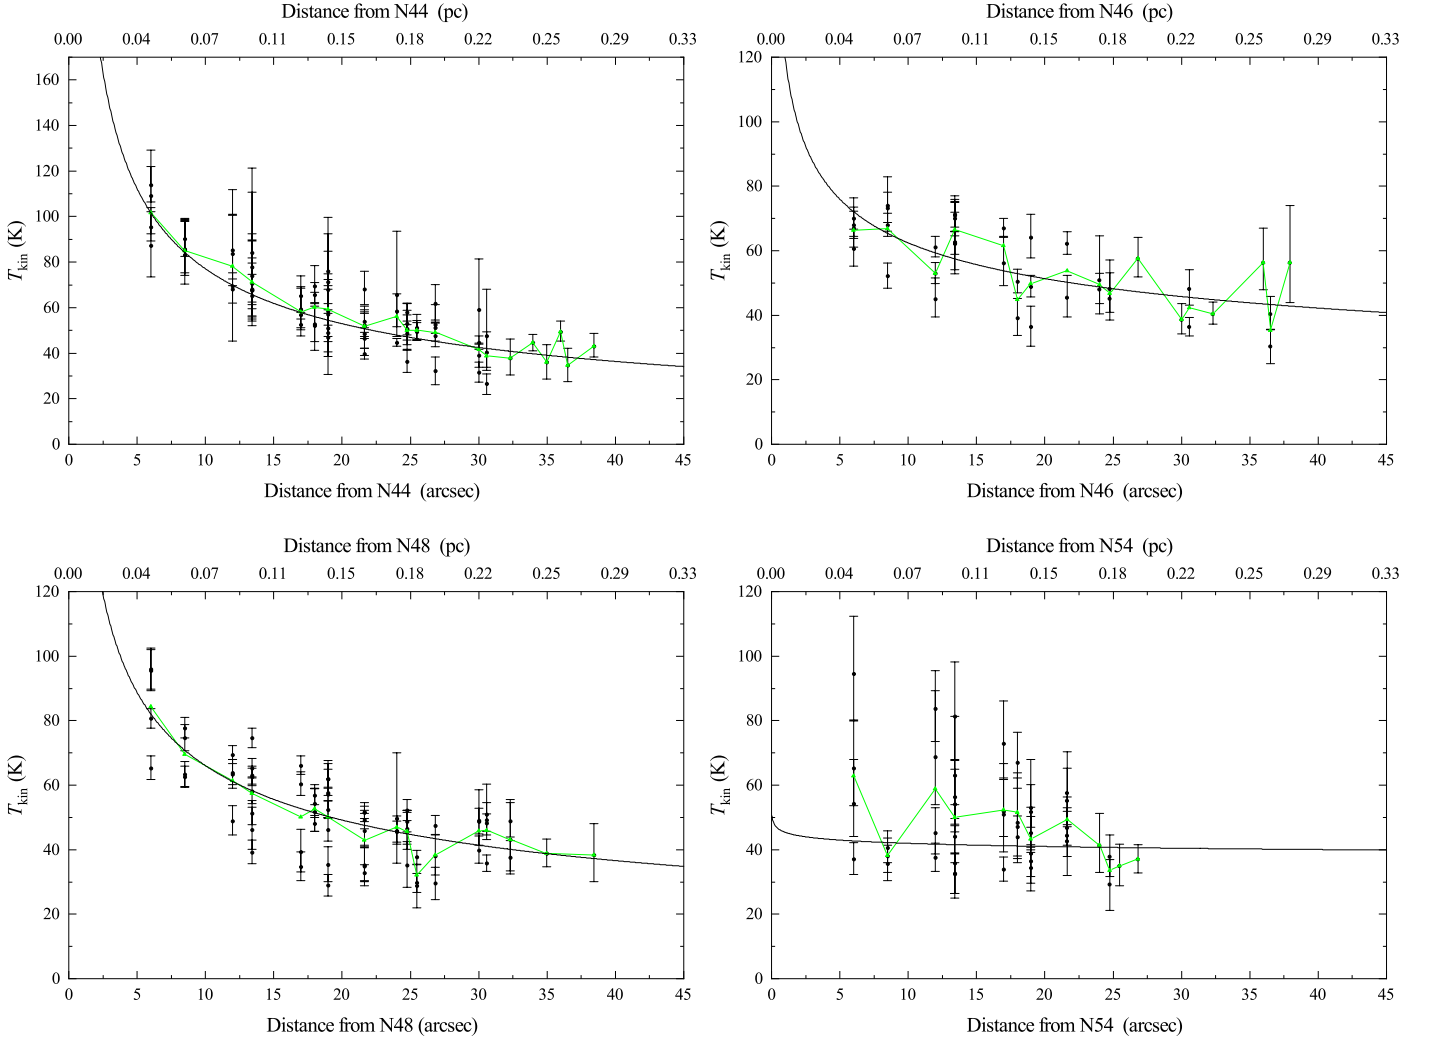 Distance from N44 (pc)
0.00 0.04 0.07 0.11 0.15 0.18 0.22 0.25 0.29 0.33
160
140
120
100
80
60
40
20
0
T_kin (K)
0 5 10 15 20 25 30 35 40 45
Distance from N44 (arcsec)
Distance from N46 (pc)
0.00 0.04 0.07 0.11 0.15 0.18 0.22 0.25 0.29 0.33
120
100
80
60
40
20
0
T_kin (K)
0 5 10 15 20 25 30 35 40 45
Distance from N46 (arcsec)
Distance from N48 (pc)
0.00 0.04 0.07 0.11 0.15 0.18 0.22 0.25 0.29 0.33
120
100
80
60
40
20
0
T_kin (K)
0 5 10 15 20 25 30 35 40 45
Distance from N48 (arcsec)
Distance from N54 (pc)
0.00 0.04 0.07 0.11 0.15 0.18 0.22 0.25 0.29 0.33
120
100
80
60
40
20
0
T_kin (K)
0 5 10 15 20 25 30 35 40 45
Distance from N54 (arcsec)